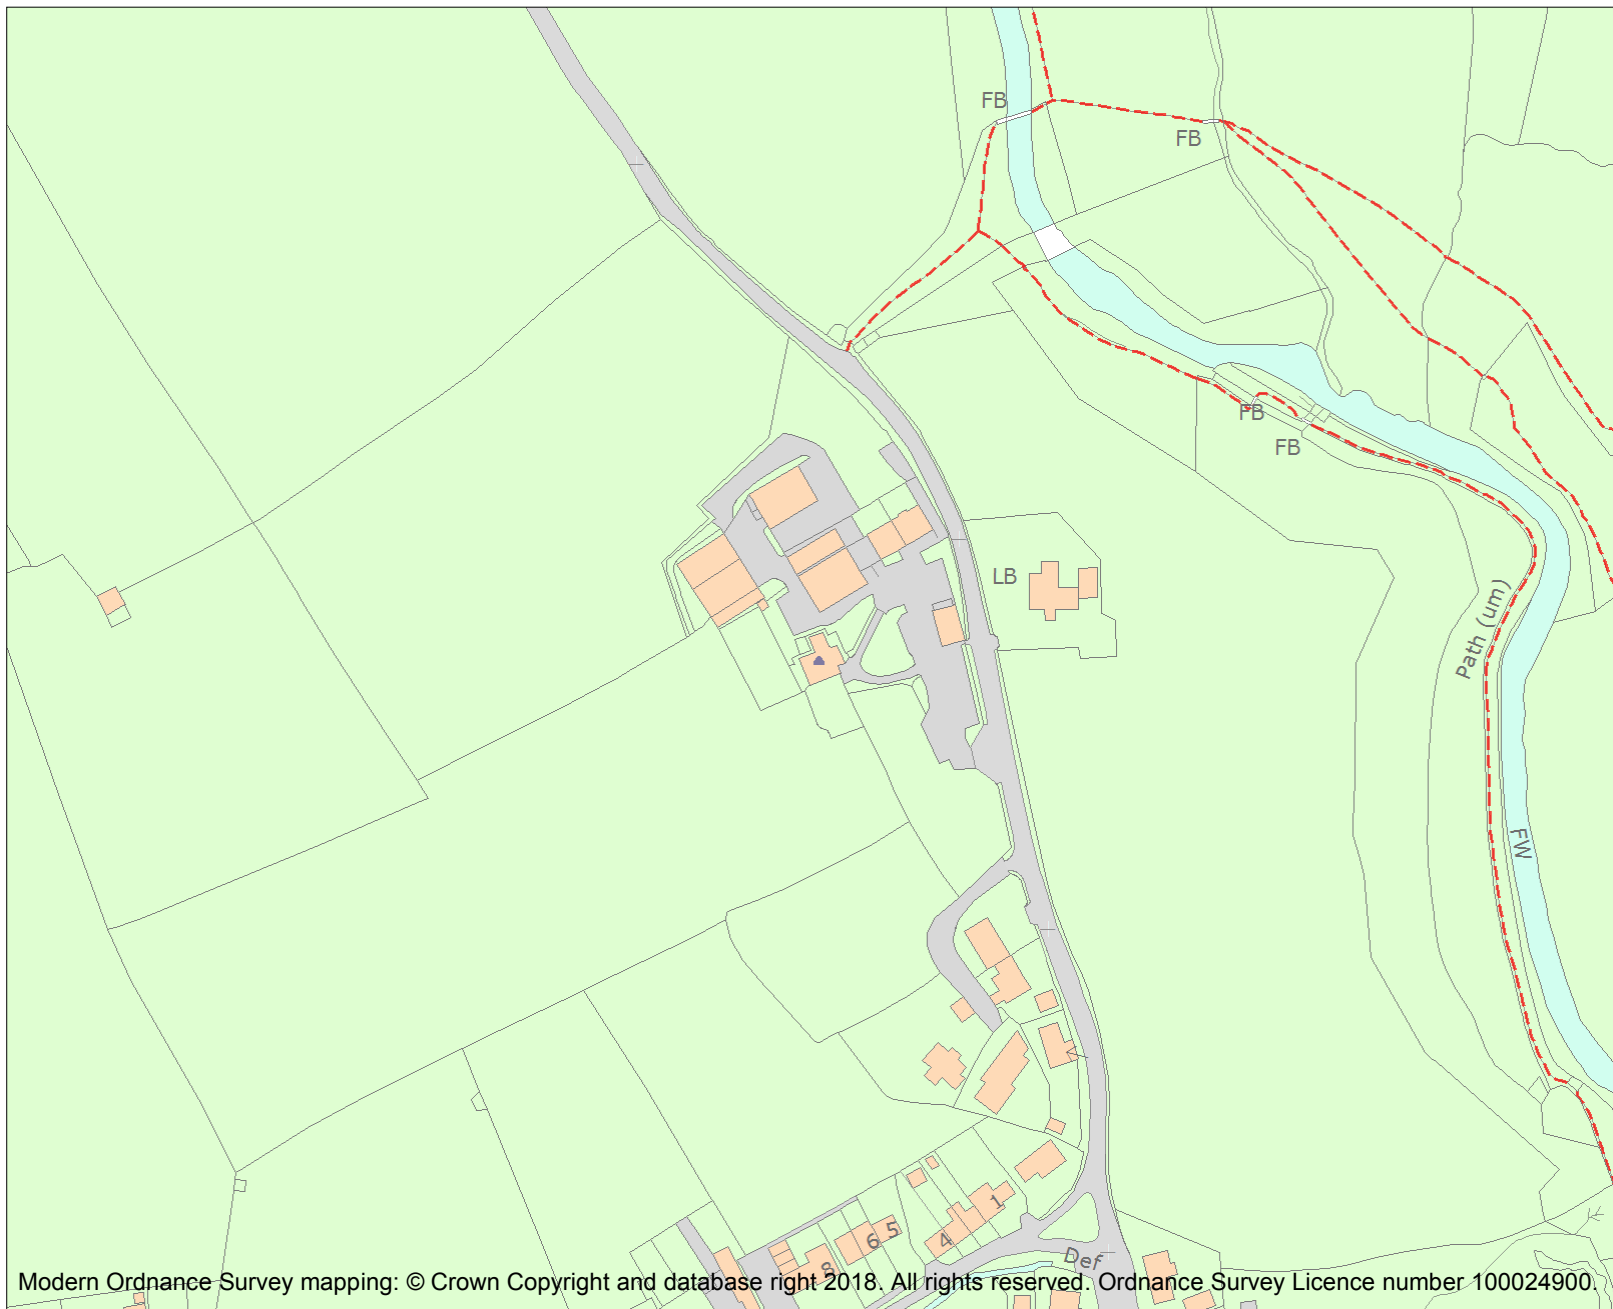 FB
FB
FB
FB
LB
Path (um)
FW
1
5
6
4
8
Def
Modern Ordnance Survey mapping: © Crown Copyright and database right 2018. All rights reserved. Ordnance Survey Licence number 100024900.